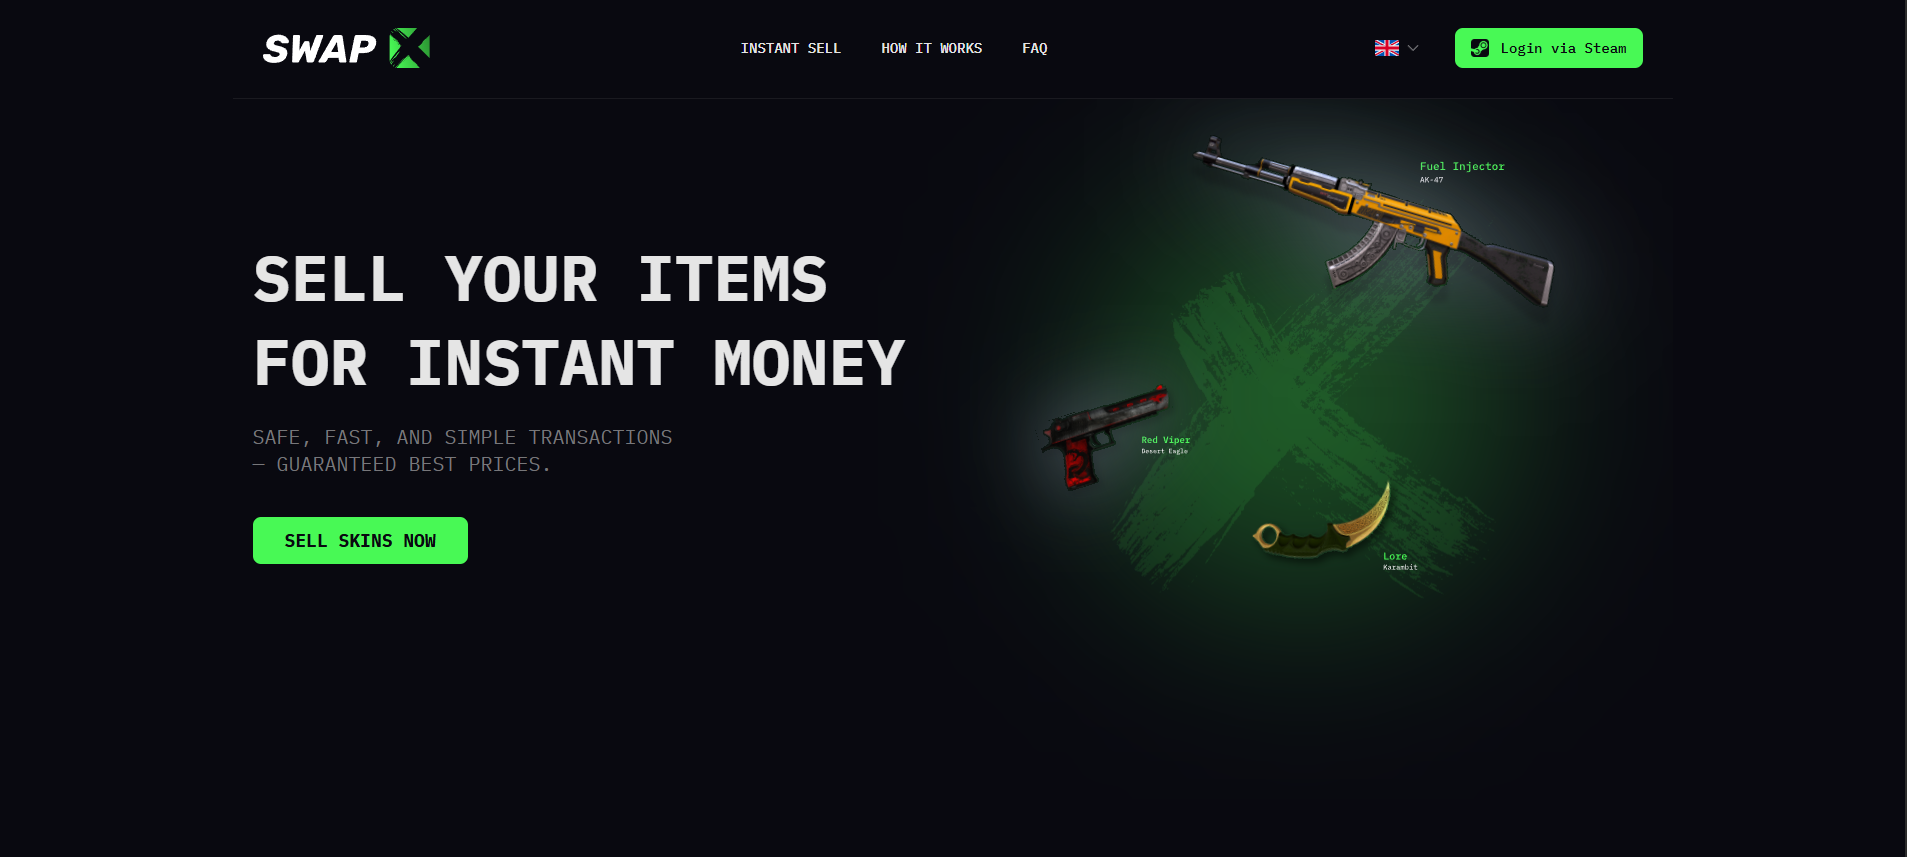 SWAP X
INSTANT SELL
HOW IT WORKS
FAQ
Login via Steam
Fuel Injector
AK-47
SELL YOUR ITEMS
FOR INSTANT MONEY
SAFE, FAST, AND SIMPLE TRANSACTIONS
— GUARANTEED BEST PRICES.
SELL SKINS NOW
Red Viper
Desert Eagle
Lore
Karambit